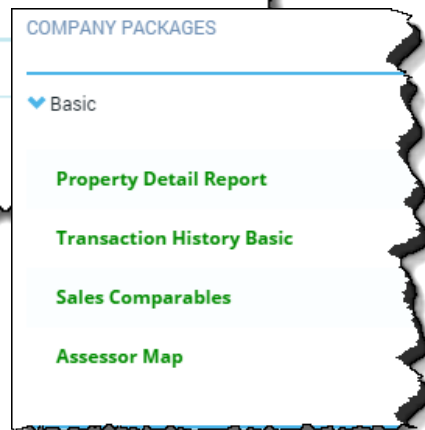 COMPANY PACKAGES
Basic
Property Detail Report
Transaction History Basic
Sales Comparables
Assessor Map